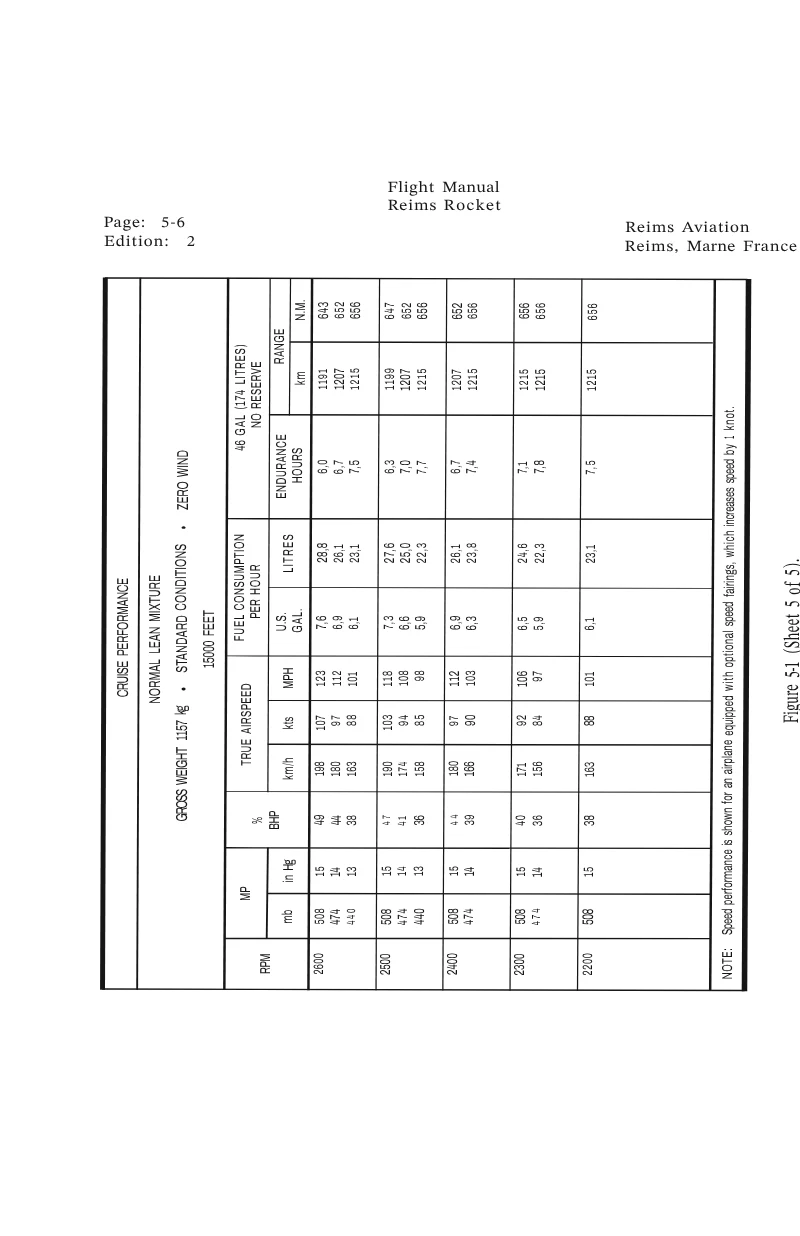 Flight Manual
Reims Rocket
Page: 5-6
Edition: 2
Reims Aviation
Reims, Marne France
CRUISE PERFORMANCE
NORMAL LEAN MIXTURE
GROSS WEIGHT 1157 kg • STANDARD CONDITIONS • ZERO WIND
15000 FEET
RPM MP % BHP TRUE AIRSPEED FUEL CONSUMPTION PER HOUR 46 GAL (174 LITRES) NO RESERVE
mb in Hg km/h kts MPH U.S. GAL. LITRES ENDURANCE HOURS RANGE km N.M.
2600 508 15 49 198 107 123 7,6 28,8 6,0 1191 643
474 14 44 180 97 112 6,9 26,1 6,7 1207 652
440 13 38 163 88 101 6,1 23,1 7,5 1215 656
2500 508 15 47 190 103 118 7,3 27,6 6,3 1199 647
474 14 41 174 94 108 6,6 25,0 7,0 1207 652
440 13 36 158 85 98 5,9 22,3 7,7 1215 656
2400 508 15 44 180 97 112 6,9 26,1 6,7 1207 652
474 14 39 166 90 103 6,3 23,8 7,4 1215 656
2300 508 15 40 171 92 106 6,5 24,6 7,1 1215 656
474 14 36 156 84 97 5,9 22,3 7,8 1215 656
2200 508 15 38 163 88 101 6,1 23,1 7,5 1215 656
NOTE: Speed performance is shown for an airplane equipped with optional speed fairings, which increases speed by 1 knot.
Figure 5-1 (Sheet 5 of 5).